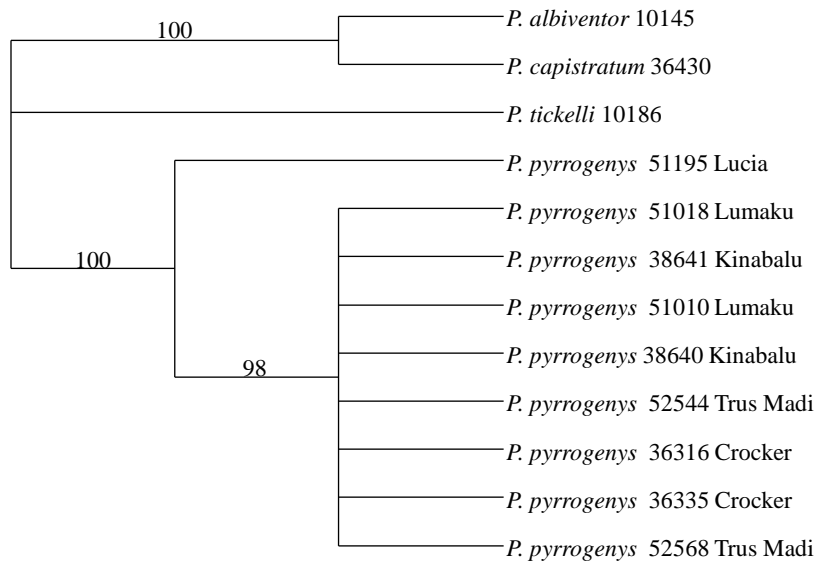 100
P. albiventor 10145
P. capistratum 36430
P. tickelli 10186
P. pyrrogenys 51195 Lucia
P. pyrrogenys 51018 Lumaku
100
P. pyrrogenys 38641 Kinabalu
P. pyrrogenys 51010 Lumaku
98
P. pyrrogenys 38640 Kinabalu
P. pyrrogenys 52544 Trus Madi
P. pyrrogenys 36316 Crocker
P. pyrrogenys 36335 Crocker
P. pyrrogenys 52568 Trus Madi